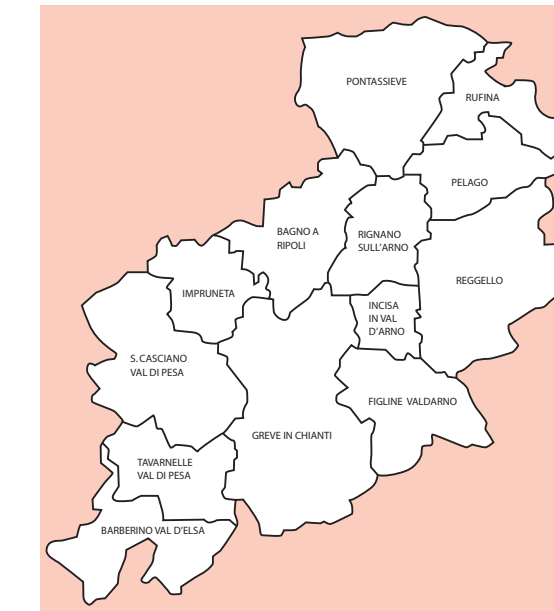 PONTASSIEVE
RUFINA
PELAGO
BAGNO A
RIPOLI
RIGNANO
SULL'ARNO
REGGELLO
IMPRUNETA
INCISA
IN VAL
D'ARNO
S. CASCIANO
VAL DI PESA
FIGLINE VALDARNO
GREVE IN CHIANTI
TAVARNELLE
VAL DI PESA
BARBERINO VAL D'ELSA